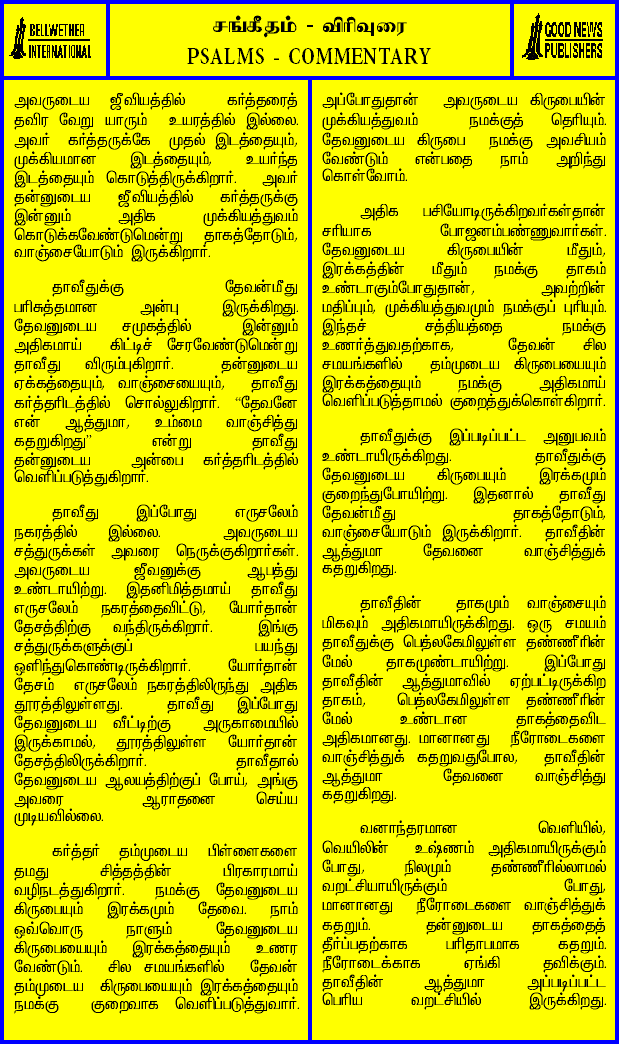 BELLWETHER
INTERNATIONAL
சங்கீதம் - விரிவுரை
PSALMS - COMMENTARY
GOOD NEWS
PUBLISHERS
அவருடைய ஜீவியத்தில் கர்த்தரைத்
தவிர வேறு யாரும் உயரத்தில் இல்லை.
அவர் கர்த்தருக்கே முதல் இடத்தையும்,
முக்கியமான இடத்தையும், உயர்ந்த
இடத்தையும் கொடுத்திருக்கிறார். அவர்
தன்னுடைய ஜீவியத்தில் கர்த்தருக்கு
இன்னும் அதிக முக்கியத்துவம்
கொடுக்கவேண்டுமென்று தாகத்தோடும்,
வாஞ்சையோடும் இருக்கிறார்.
தாவீதுக்கு தேவன்மீது
பரிசுத்தமான அன்பு இருக்கிறது.
தேவனுடைய சமுகத்தில் இன்னும்
அதிகமாய் கிட்டிச் சேரவேண்டுமென்று
தாவீது விரும்புகிறார். தன்னுடைய
ஏக்கத்தையும், வாஞ்சையையும், தாவீது
கர்த்தரிடத்தில் சொல்லுகிறார். “தேவனே
என் ஆத்துமா, உம்மை வாஞ்சித்து
கதறுகிறது” என்று தாவீது
தன்னுடைய அன்பை கர்த்தரிடத்தில்
வெளிப்படுத்துகிறார்.
தாவீது இப்போது எருசலேம்
நகரத்தில் இல்லை. அவருடைய
சத்துருக்கள் அவரை நெருக்குகிறார்கள்.
அவருடைய ஜீவனுக்கு ஆபத்து
உண்டாயிற்று. இதனிமித்தமாய் தாவீது
எருசலேம் நகரத்தைவிட்டு, யோர்தான்
தேசத்திற்கு வந்திருக்கிறார். இங்கு
சத்துருக்களுக்குப் பயந்து
ஒளிந்துகொண்டிருக்கிறார். யோர்தான்
தேசம் எருசலேம் நகரத்திலிருந்து அதிக
தூரத்திலுள்ளது. தாவீது இப்போது
தேவனுடைய வீட்டிற்கு அருகாமையில்
இருக்காமல், தூரத்திலுள்ள யோர்தான்
தேசத்திலிருக்கிறார். தாவீதால்
தேவனுடைய ஆலயத்திற்குப் போய், அங்கு
அவரை ஆராதனை செய்ய
முடியவில்லை.
கர்த்தர் தம்முடைய பிள்ளைகளை
தமது சித்தத்தின் பிரகாரமாய்
வழிநடத்துகிறார். நமக்கு தேவனுடைய
கிருபையும் இரக்கமும் தேவை. நாம்
ஒவ்வொரு நாளும் தேவனுடைய
கிருபையையும் இரக்கத்தையும் உணர
வேண்டும். சில சமயங்களில் தேவன்
தம்முடைய கிருபையையும் இரக்கத்தையும்
நமக்கு குறைவாக வெளிப்படுத்துவார்.
அப்போதுதான் அவருடைய கிருபையின்
முக்கியத்துவம் நமக்குத் தெரியும்.
தேவனுடைய கிருபை நமக்கு அவசியம்
வேண்டும் என்பதை நாம் அறிந்து
கொள்வோம்.
அதிக பசியோடிருக்கிறவர்கள்தான்
சரியாக போஜனம்பண்ணுவார்கள்.
தேவனுடைய கிருபையின் மீதும்,
இரக்கத்தின் மீதும் நமக்கு தாகம்
உண்டாகும்போதுதான், அவற்றின்
மதிப்பும், முக்கியத்துவமும் நமக்குப் புரியும்.
இந்தச் சத்தியத்தை நமக்கு
உணர்த்துவதற்காக, தேவன் சில
சமயங்களில் தம்முடைய கிருபையையும்
இரக்கத்தையும் நமக்கு அதிகமாய்
வெளிப்படுத்தாமல் குறைத்துக்கொள்கிறார்.
தாவீதுக்கு இப்படிப்பட்ட அனுபவம்
உண்டாயிருக்கிறது. தாவீதுக்கு
தேவனுடைய கிருபையும் இரக்கமும்
குறைந்துபோயிற்று. இதனால் தாவீது
தேவன்மீது தாகத்தோடும்,
வாஞ்சையோடும் இருக்கிறார். தாவீதின்
ஆத்துமா தேவனை வாஞ்சித்துக்
கதறுகிறது.
தாவீதின் தாகமும் வாஞ்சையும்
மிகவும் அதிகமாயிருக்கிறது. ஒரு சமயம்
தாவீதுக்கு பெத்லகேமிலுள்ள தண்ணீரின்
மேல் தாகமுண்டாயிற்று. இப்போது
தாவீதின் ஆத்துமாவில் ஏற்பட்டிருக்கிற
தாகம், பெத்லகேமிலுள்ள தண்ணீரின்
மேல் உண்டான தாகத்தைவிட
அதிகமானது. மானானது நீரோடைகளை
வாஞ்சித்துக் கதறுவதுபோல, தாவீதின்
ஆத்துமா தேவனை வாஞ்சித்து
கதறுகிறது.
வனாந்தரமான வெளியில்,
வெயிலின் உஷ்ணம் அதிகமாயிருக்கும்
போது, நிலமும் தண்ணீரில்லாமல்
வறட்சியாயிருக்கும் போது,
மானானது நீரோடைகளை வாஞ்சித்துக்
கதறும். தன்னுடைய தாகத்தைத்
தீர்ப்பதற்காக பரிதாபமாக கதறும்.
நீரோடைக்காக ஏங்கி தவிக்கும்.
தாவீதின் ஆத்துமா அப்படிப்பட்ட
பெரிய வறட்சியில் இருக்கிறது.